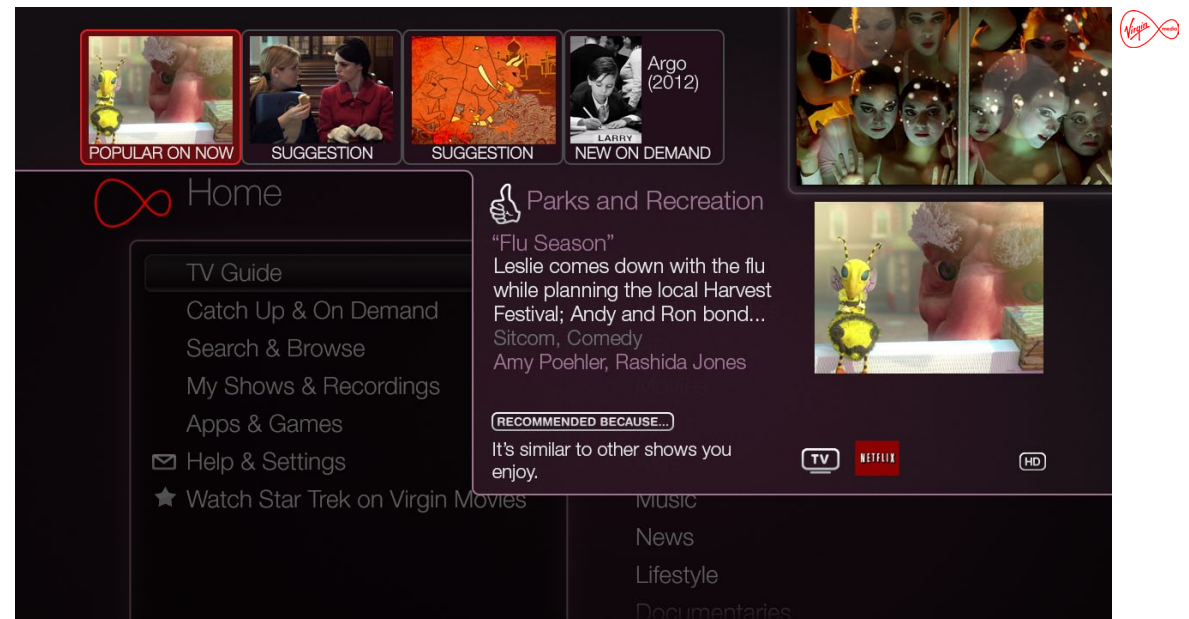 Virgin media
POPULAR ON NOW
SUGGESTION
SUGGESTION
Argo
(2012)
LARRY
NEW ON DEMAND
Home
TV Guide
Catch Up & On Demand
Search & Browse
My Shows & Recordings
Apps & Games
Help & Settings
Watch Star Trek on Virgin Movies
Parks and Recreation
“Flu Season”
Leslie comes down with the flu
while planning the local Harvest
Festival; Andy and Ron bond...
Sitcom, Comedy
Amy Poehler, Rashida Jones
RECOMMENDED BECAUSE...
It’s similar to other shows you
enjoy.
TV
NETFLIX
HD
Music
News
Lifestyle
Documentaries